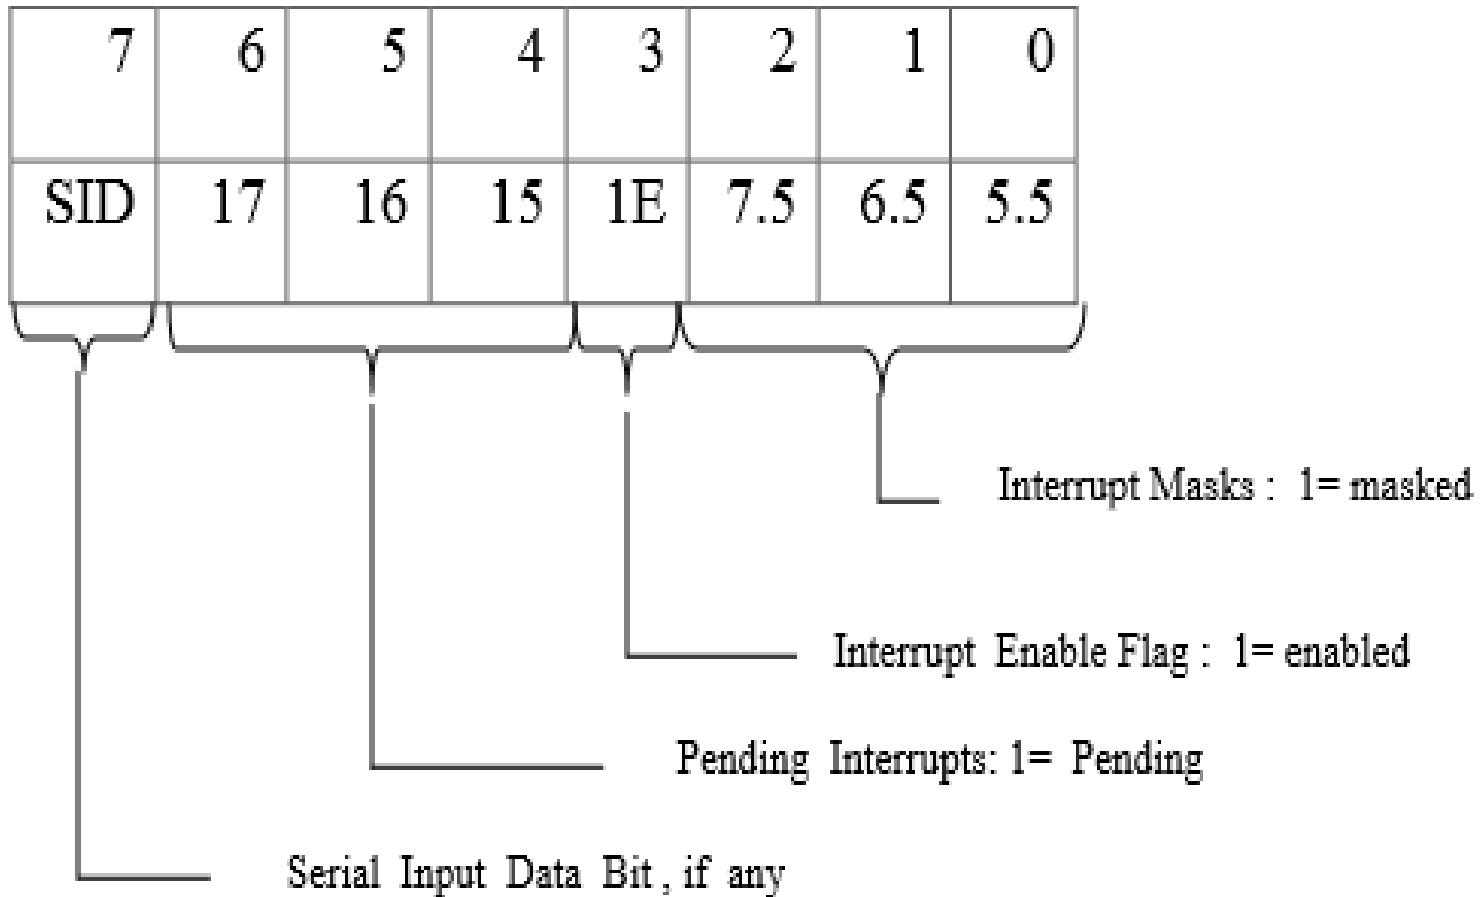 7 6 5 4 3 2 1 0
SID 17 16 15 1E 7.5 6.5 5.5
Interrupt Masks : 1= masked
Interrupt Enable Flag : 1= enabled
Pending Interrupts: 1= Pending
Serial Input Data Bit , if any